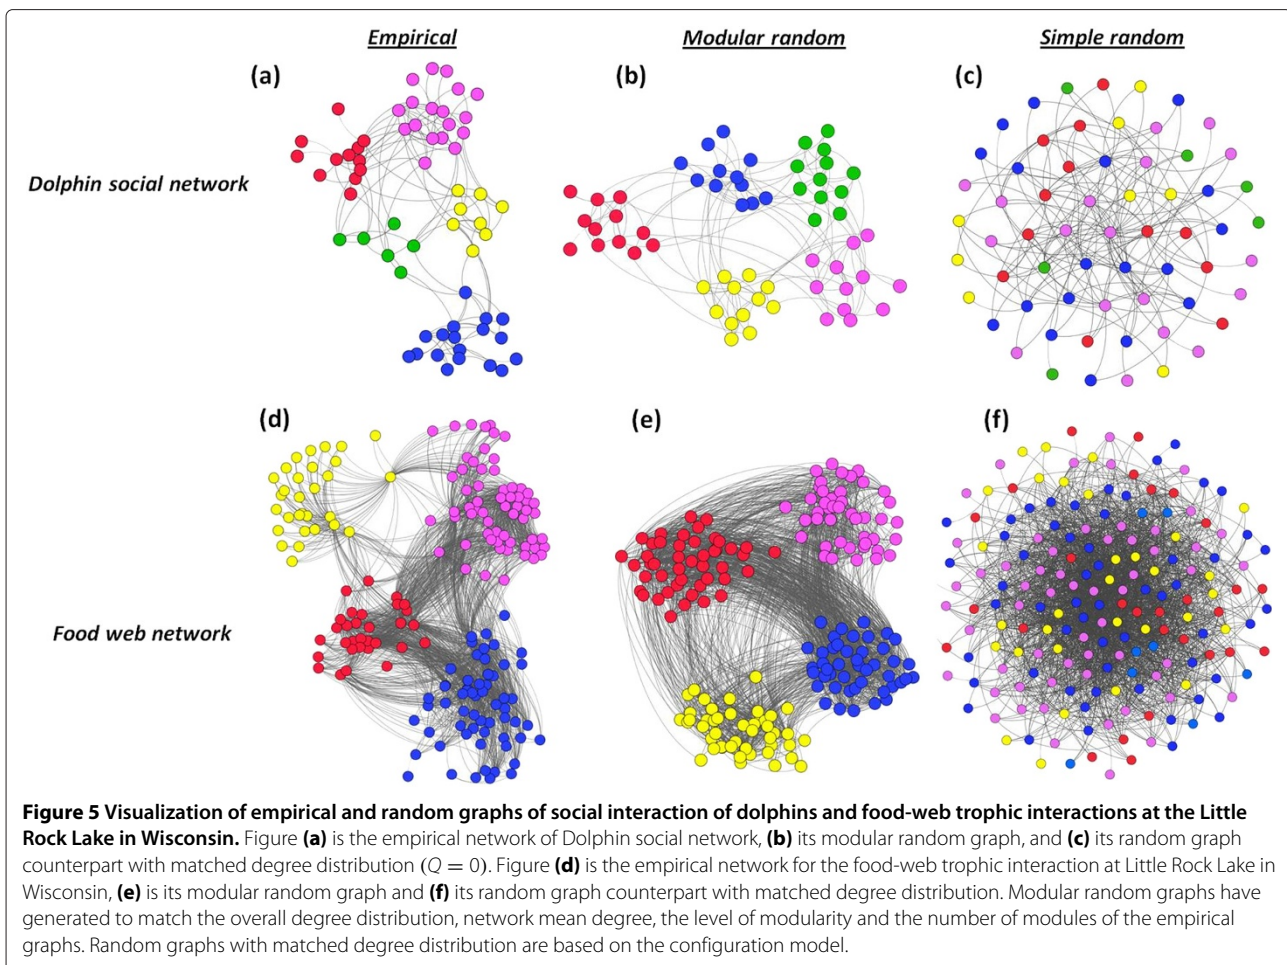 Empirical
Modular random
Simple random
(a)
(b)
(c)
Dolphin social network
(d)
(e)
(f)
Food web network
Figure 5 Visualization of empirical and random graphs of social interaction of dolphins and food-web trophic interactions at the Little
Rock Lake in Wisconsin. Figure (a) is the empirical network of Dolphin social network, (b) its modular random graph, and (c) its random graph
counterpart with matched degree distribution (Q = 0). Figure (d) is the empirical network for the food-web trophic interaction at Little Rock Lake in
Wisconsin, (e) is its modular random graph and (f) its random graph counterpart with matched degree distribution. Modular random graphs have
generated to match the overall degree distribution, network mean degree, the level of modularity and the number of modules of the empirical
graphs. Random graphs with matched degree distribution are based on the configuration model.